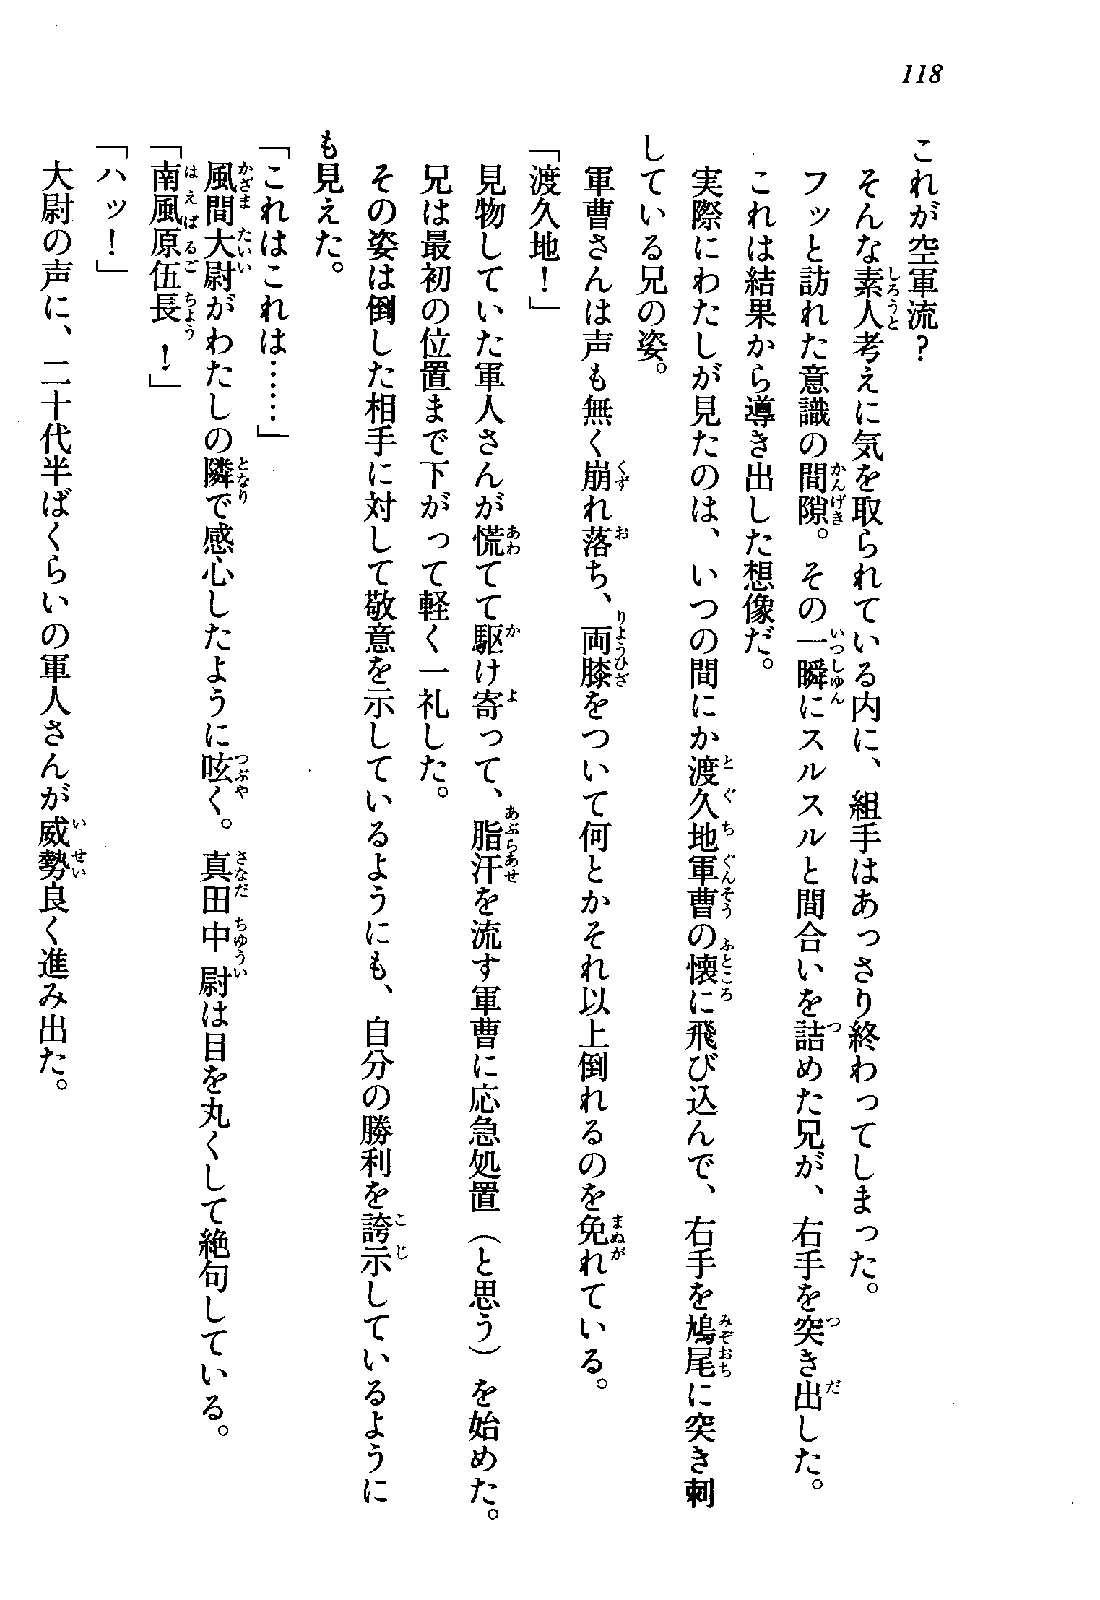 118
これが空軍流？
そんな素人考えに気を取られている内に、組手はあっさり終わってしまった。
フッと訪れた意識の間隙。その一瞬にスルスルと間合いを詰めた兄が、右手を突き出した。
これは結果から導き出した想像だ。
実際にわたしが見たのは、いつの間にか渡久地軍曹の懐に飛び込んで、右手を鳩尾に突き刺
している兄の姿。
軍曹さんは声も無く崩れ落ち、両膝をついて何とかそれ以上倒れるのを免れている。
「渡久地！」
見物していた軍人さんが慌てて駆け寄って、脂汗を流す軍曹に応急処置（と思う）を始めた。
兄は最初の位置まで下がって軽く一礼した。
その姿は倒した相手に対して敬意を示しているようにも、自分の勝利を誇示しているように
も見えた。
「これはこれは……」
風間大尉がわたしの隣で感心したように呟く。真田中尉は目を丸くして絶句している。
「南風原伍長！」
「ハッ！」
大尉の声に、二十代半ばくらいの軍人さんが威勢良く進み出た。